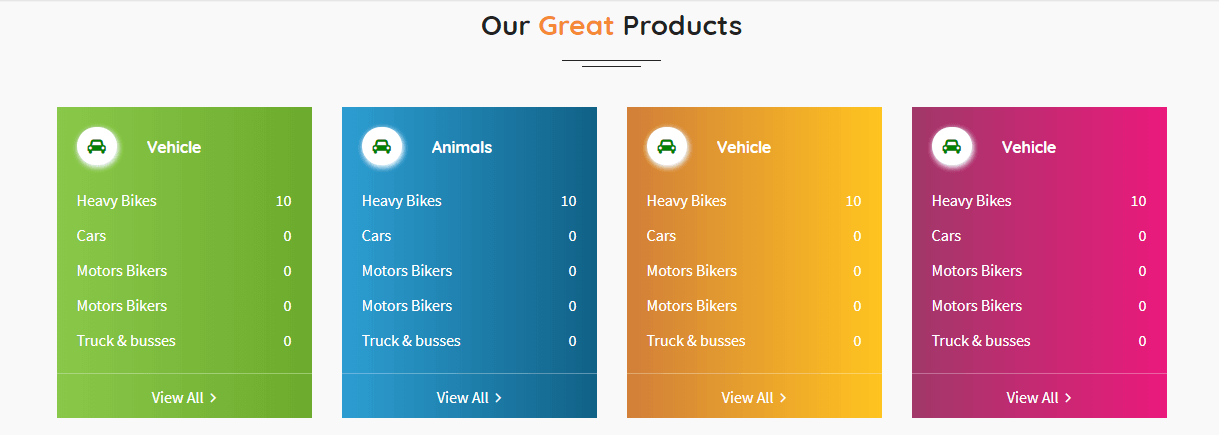 Our Great Products
Vehicle
Heavy Bikes 10
Cars 0
Motors Bikers 0
Motors Bikers 0
Truck & busses 0
View All
Animals
Heavy Bikes 10
Cars 0
Motors Bikers 0
Motors Bikers 0
Truck & busses 0
View All
Vehicle
Heavy Bikes 10
Cars 0
Motors Bikers 0
Motors Bikers 0
Truck & busses 0
View All
Vehicle
Heavy Bikes 10
Cars 0
Motors Bikers 0
Motors Bikers 0
Truck & busses 0
View All